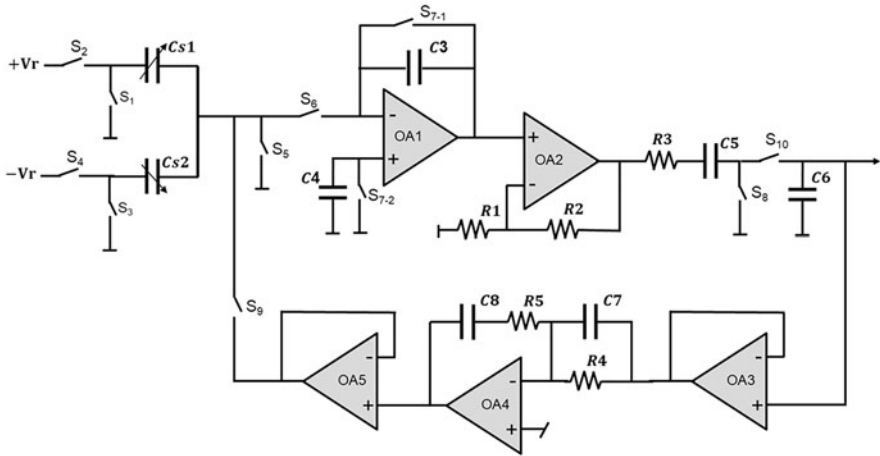 S7-1
S2
Cs1
C3
+Vr
S1
S6
OA1
-
+
S5
S4
Cs2
−Vr
S3
C4
S7-2
+
OA2
-
R1
R2
R3
C5
S10
S8
C6
S9
C8
R5
C7
R4
-
OA5
+
-
OA4
+
-
OA3
+